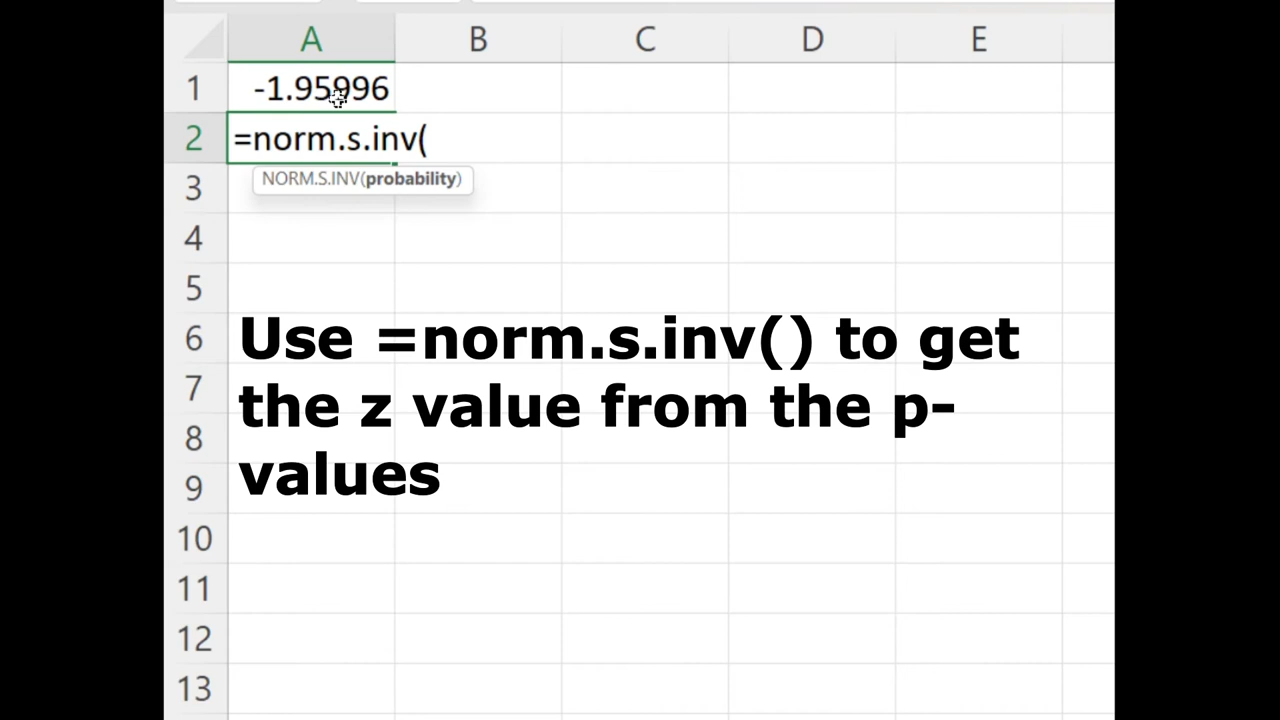 A B C D E
1 -1.95996
2 =norm.s.inv(
NORM.S.INV(probability)
3
4
5
6
7
8
9
10
11
12
13
Use =norm.s.inv() to get
the z value from the p-
values